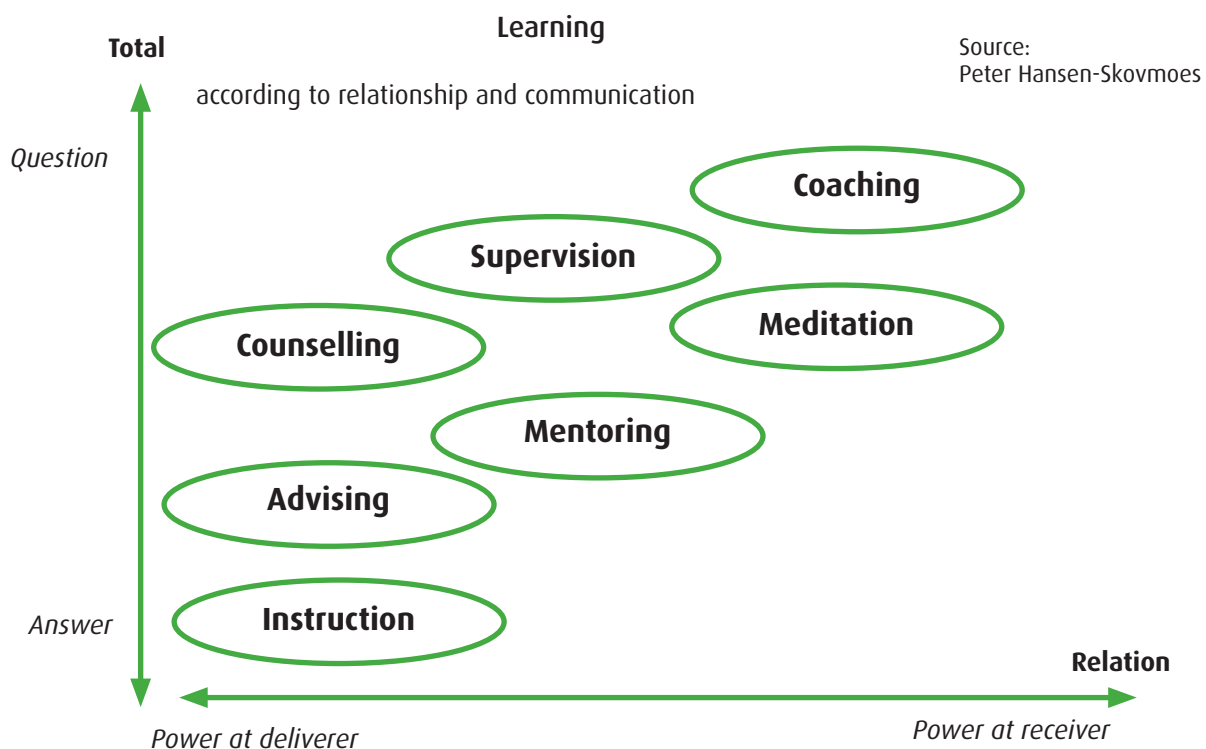 Learning
Total
Source:
Peter Hansen-Skovmoes
according to relationship and communication
Question
Coaching
Supervision
Meditation
Counselling
Mentoring
Advising
Instruction
Answer
Relation
Power at deliverer
Power at receiver